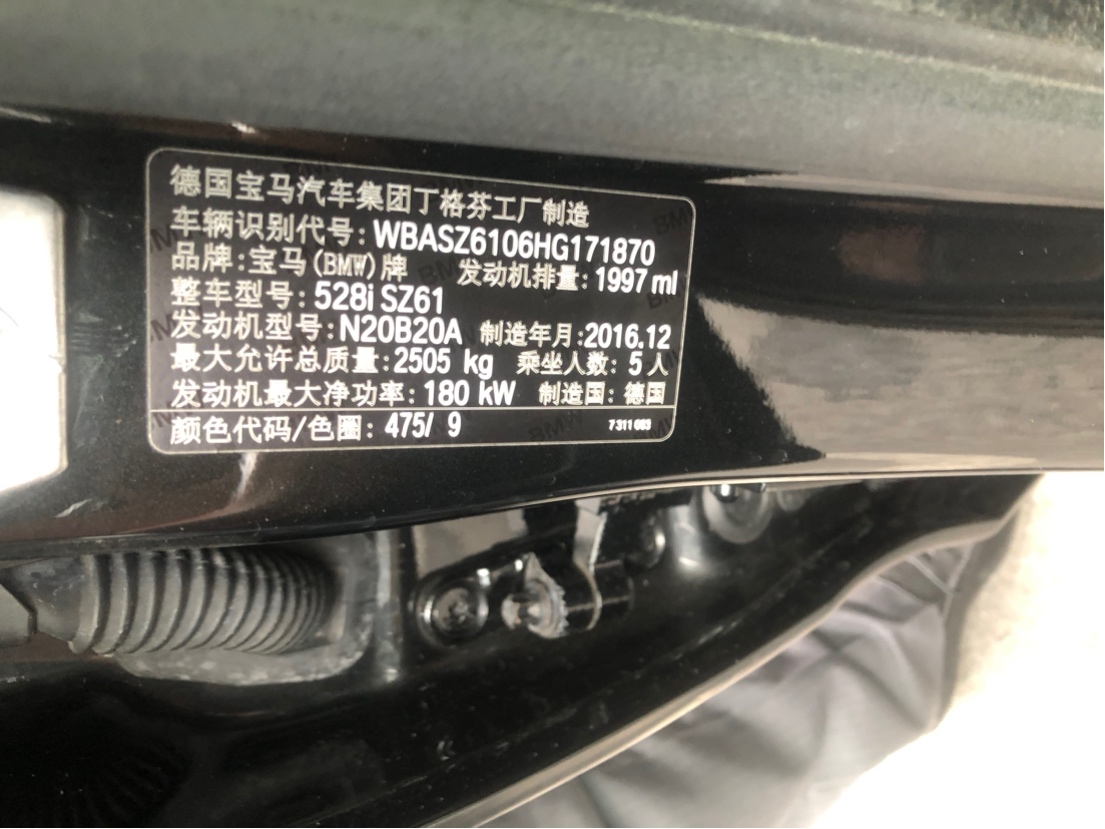 德国宝马汽车集团丁格芬工厂制造
车辆识别代号: WBASZ6106HG171870
品牌:宝马(BMW)牌 发动机排量: 1997 ml
整车型号: 528i SZ61
发动机型号: N20B20A 制造年月:2016.12
最大允许总质量: 2505 kg 乘坐人数: 5 人
发动机最大净功率: 180 kW 制造国: 德国
颜色代码/色圈: 475/ 9 7 311 083